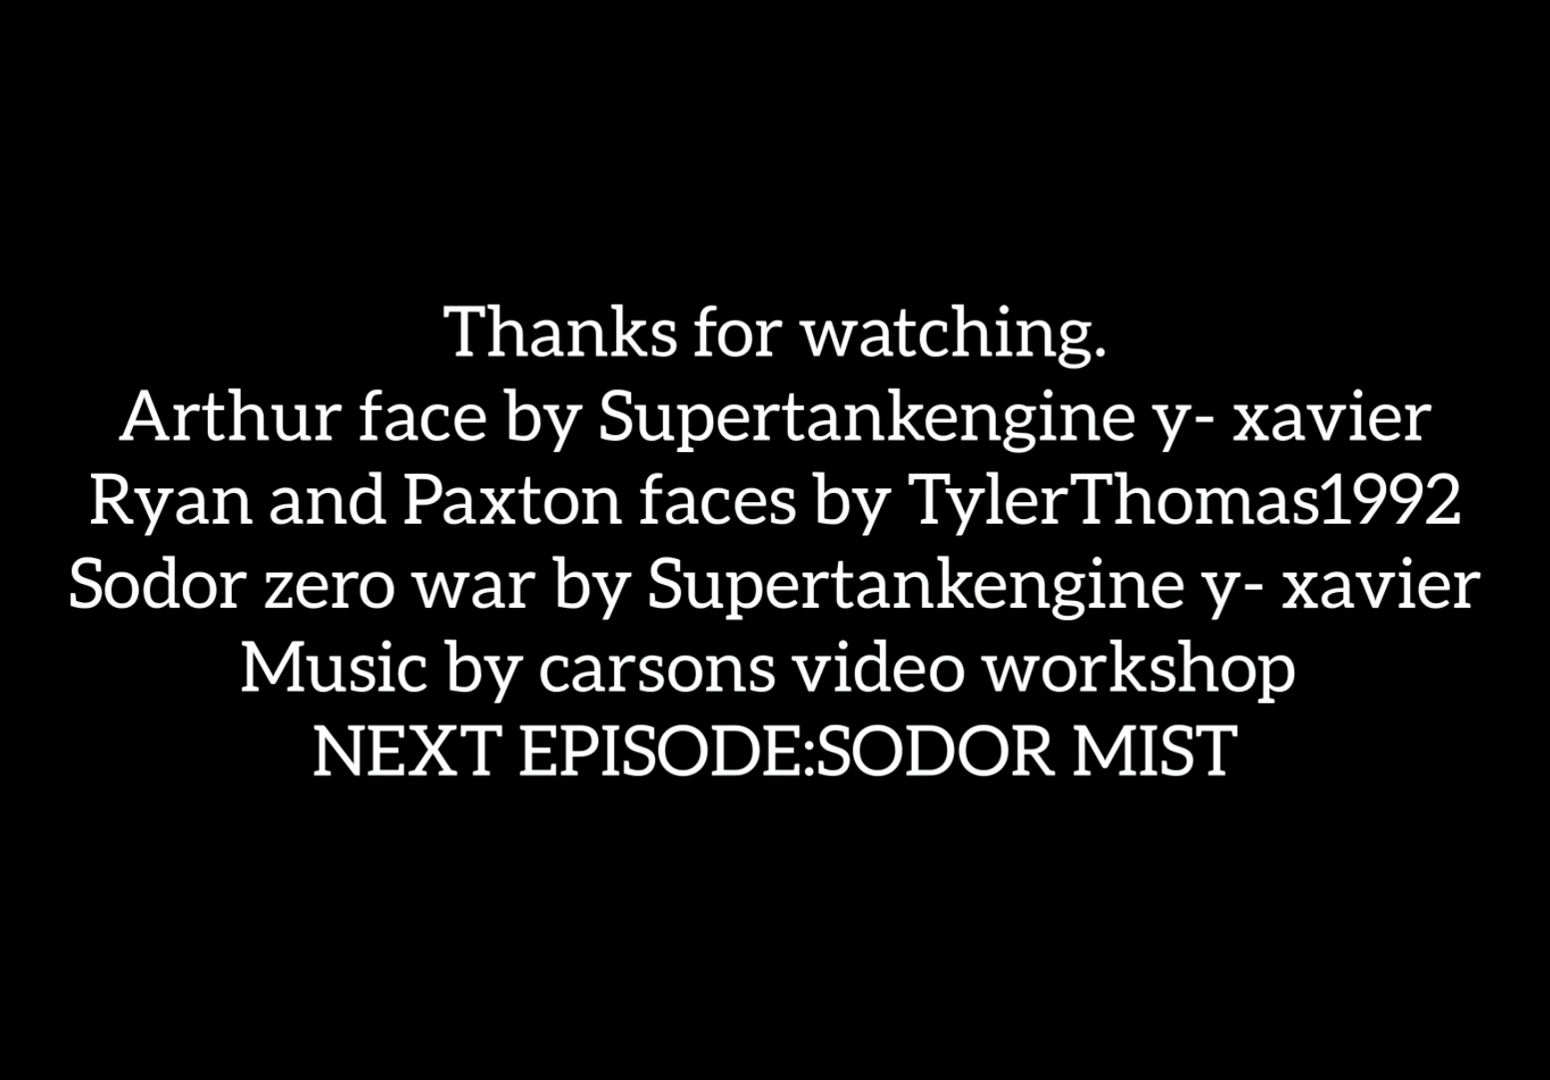 Thanks for watching.
Arthur face by Supertankengine y- xavier
Ryan and Paxton faces by TylerThomas1992
Sodor zero war by Supertankengine y- xavier
Music by carsons video workshop
NEXT EPISODE:SODOR MIST